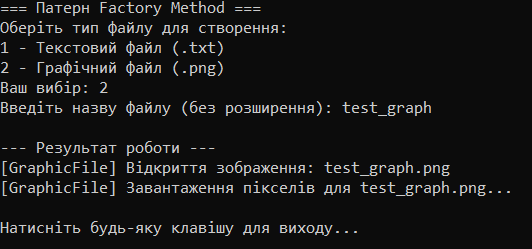 === Патерн Factory Method ===
Оберіть тип файлу для створення:
1 - Текстовий файл (.txt)
2 - Графічний файл (.png)
Ваш вибір: 2
Введіть назву файлу (без розширення): test_graph
--- Результат роботи ---
[GraphicFile] Відкриття зображення: test_graph.png
[GraphicFile] Завантаження пікселів для test_graph.png...
Натисніть будь-яку клавішу для виходу...